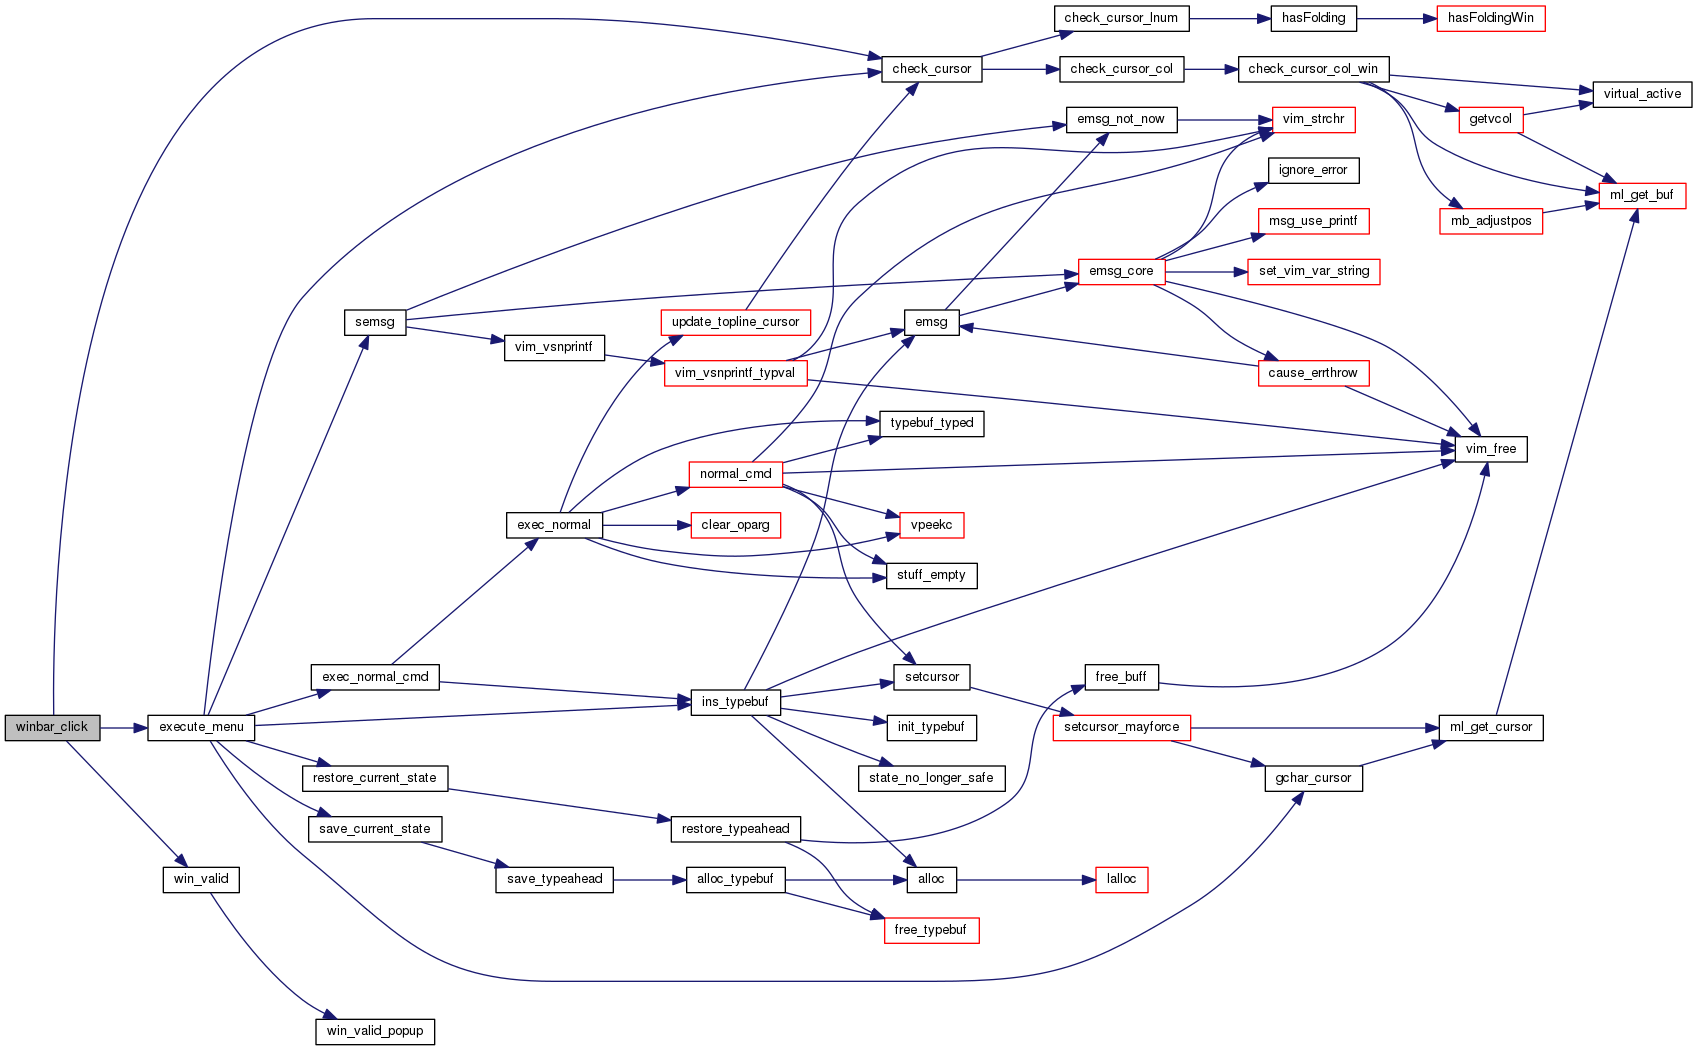 check_cursor_lnum
hasFolding
hasFoldingWin
check_cursor
check_cursor_col
check_cursor_col_win
virtual_active
emsg_not_now
vim_strchr
getvcol
ignore_error
ml_get_buf
msg_use_printf
mb_adjustpos
emsg_core
set_vim_var_string
semsg
update_topline_cursor
emsg
vim_vsnprintf
vim_vsnprintf_typval
cause_errthrow
typebuf_typed
vim_free
normal_cmd
exec_normal
clear_oparg
vpeekc
stuff_empty
exec_normal_cmd
setcursor
free_buff
ins_typebuf
winbar_click
execute_menu
init_typebuf
setcursor_mayforce
ml_get_cursor
restore_current_state
state_no_longer_safe
gchar_cursor
save_current_state
restore_typeahead
win_valid
save_typeahead
alloc_typebuf
alloc
lalloc
free_typebuf
win_valid_popup